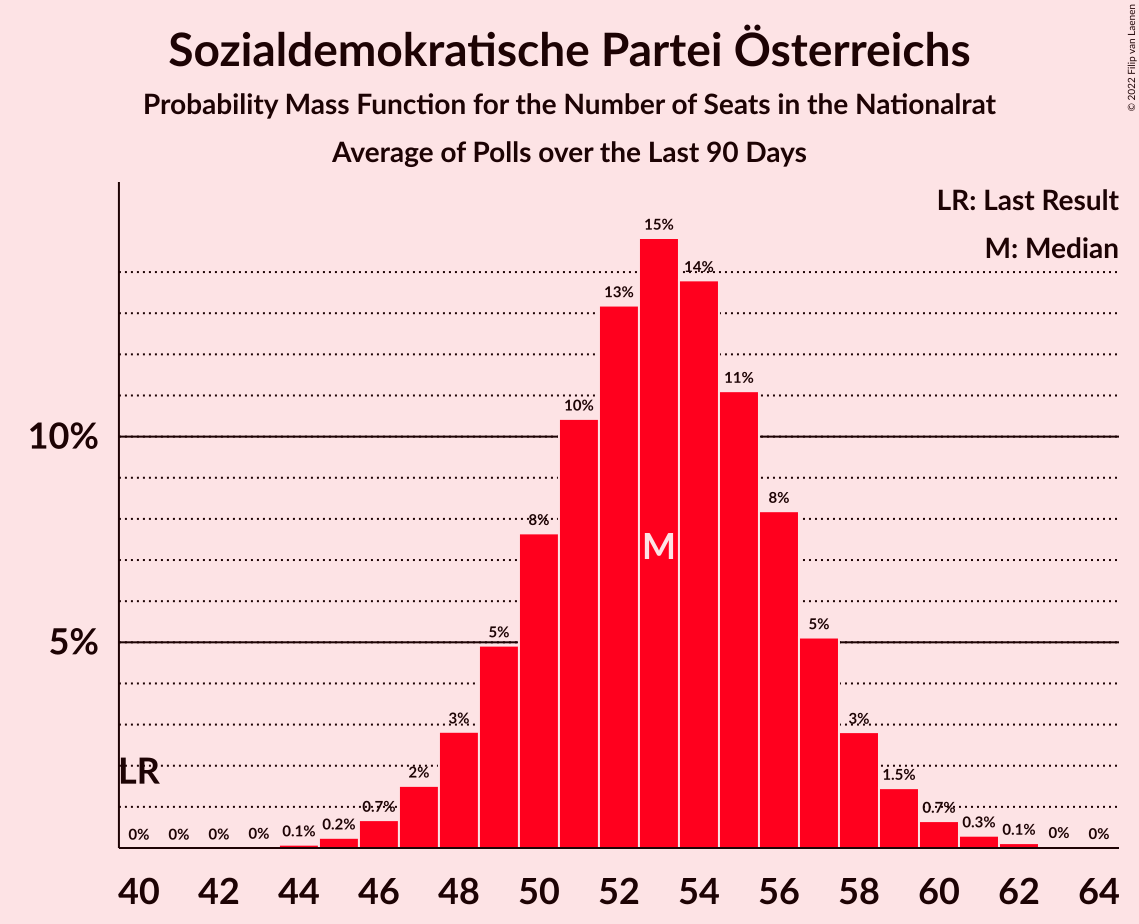 Sozialdemokratische Partei Österreichs
Probability Mass Function for the Number of Seats in the Nationalrat
Average of Polls over the Last 90 Days
© 2022 Filip van Laenen
LR: Last Result
M: Median
15%
14%
13%
11%
10%
10%
8%
8%
M
5%
5%
5%
3%
3%
LR
2%
1.5%
0.7%
0.7%
0% 0% 0% 0% 0.1% 0.2% 0.3% 0.1% 0% 0%
40 42 44 46 48 50 52 54 56 58 60 62 64